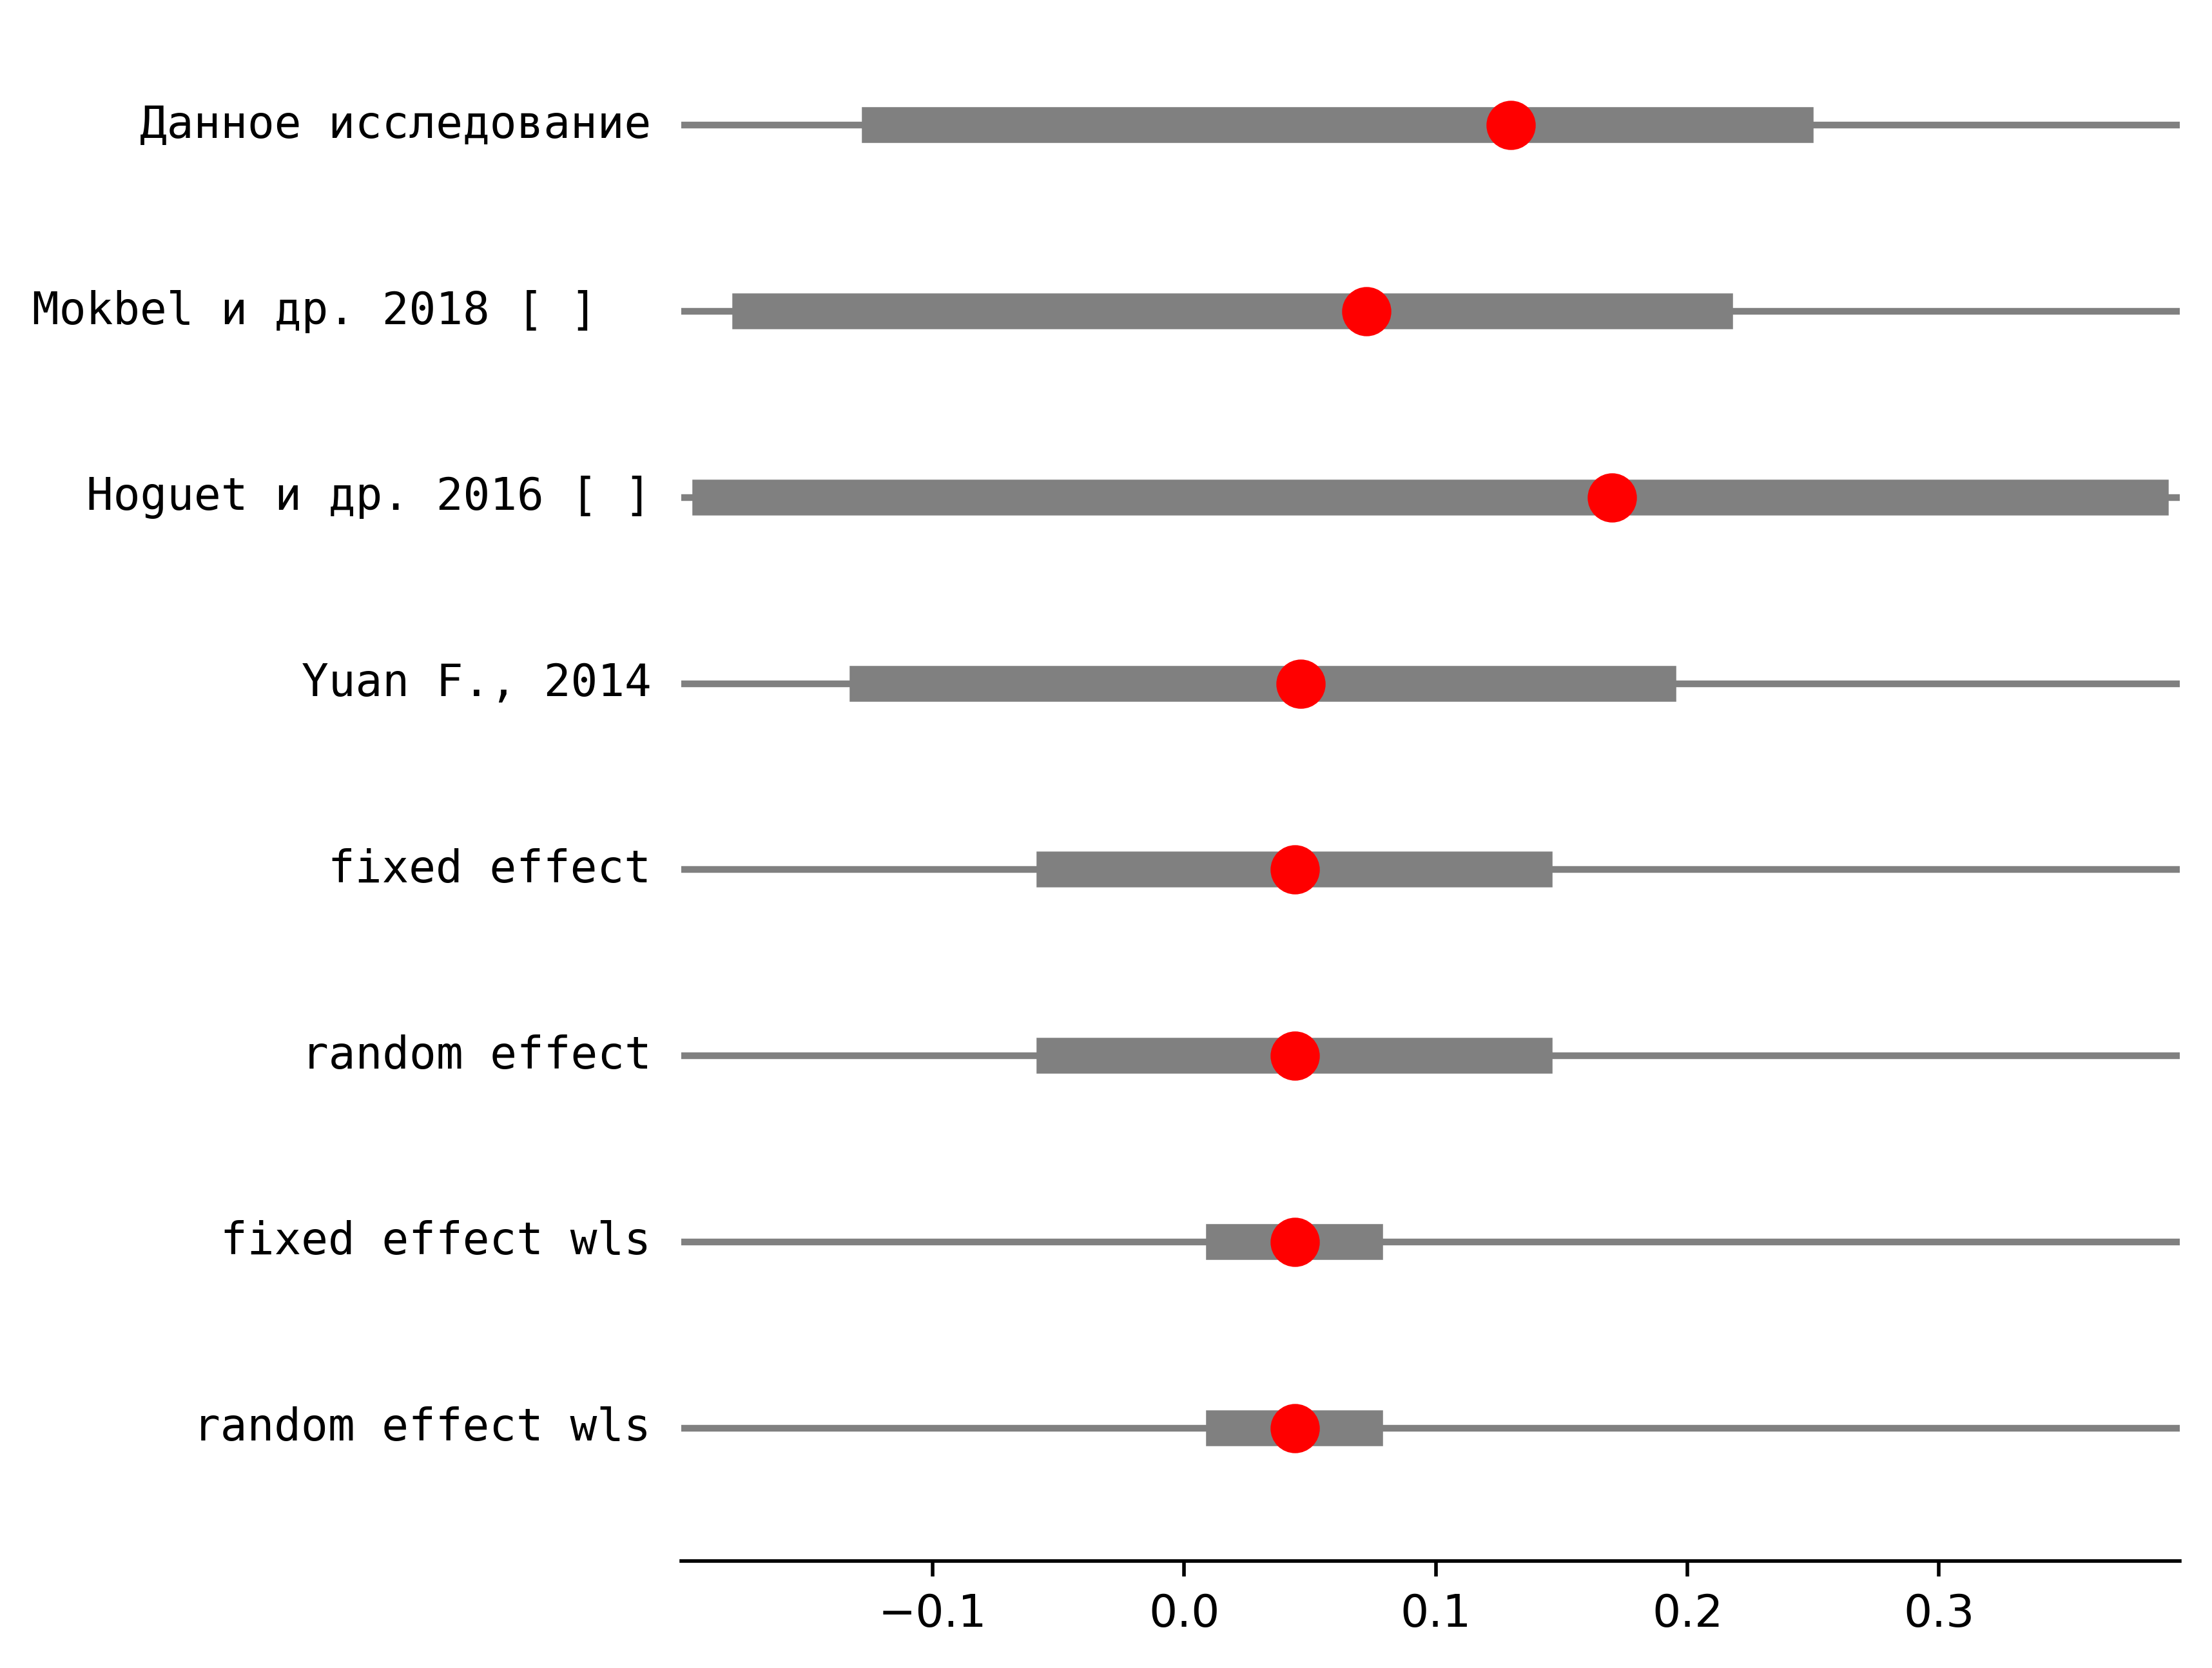 Данное исследование
Mokbel и др. 2018 [ ]
Hoguet и др. 2016 [ ]
Yuan F., 2014
fixed effect
random effect
fixed effect wls
random effect wls
−0.1 0.0 0.1 0.2 0.3